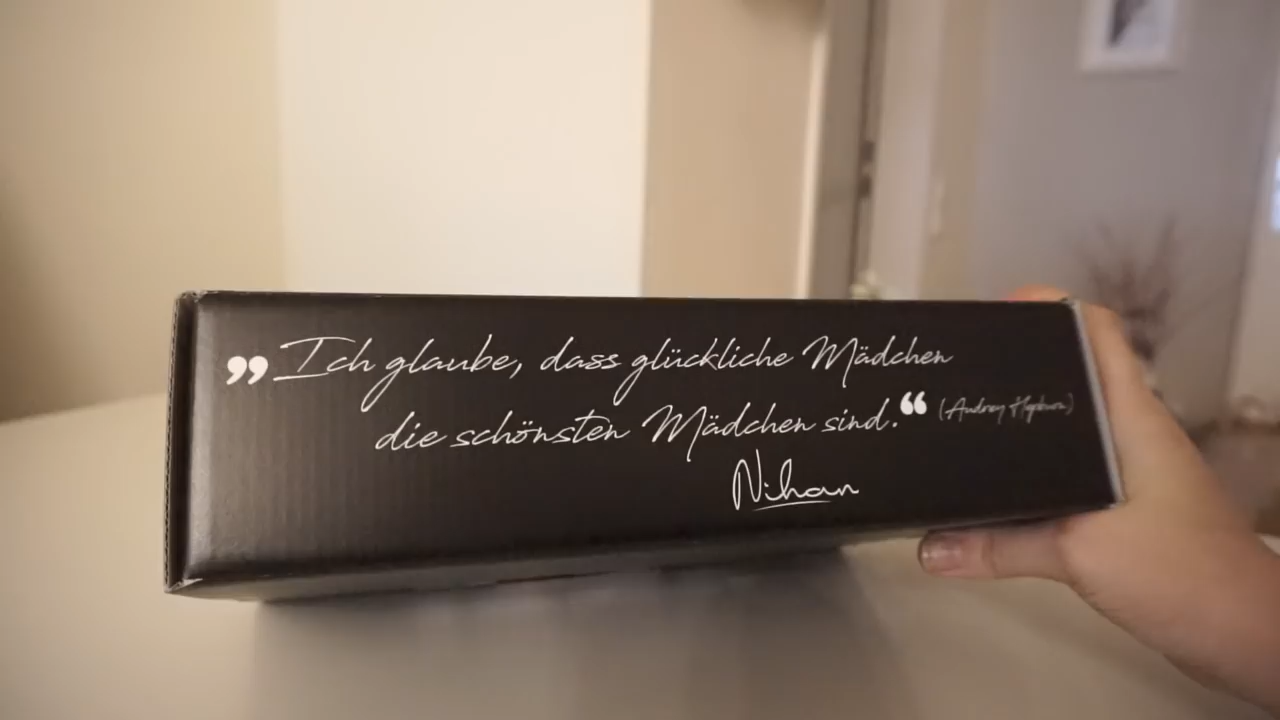 ”Ich glaube, dass glückliche Mädchen
die schönsten Mädchen sind.“ (Audrey Hepburn)
Nihan